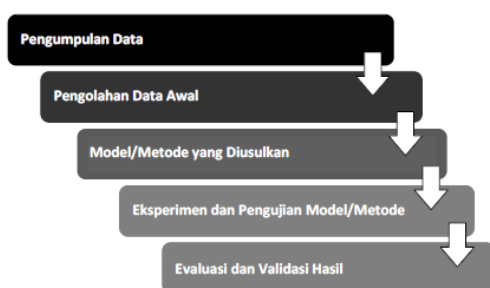 Pengumpulan Data
Pengolahan Data Awal
Model/Metode yang Diusulkan
Eksperimen dan Pengujian Model/Metode
Evaluasi dan Validasi Hasil